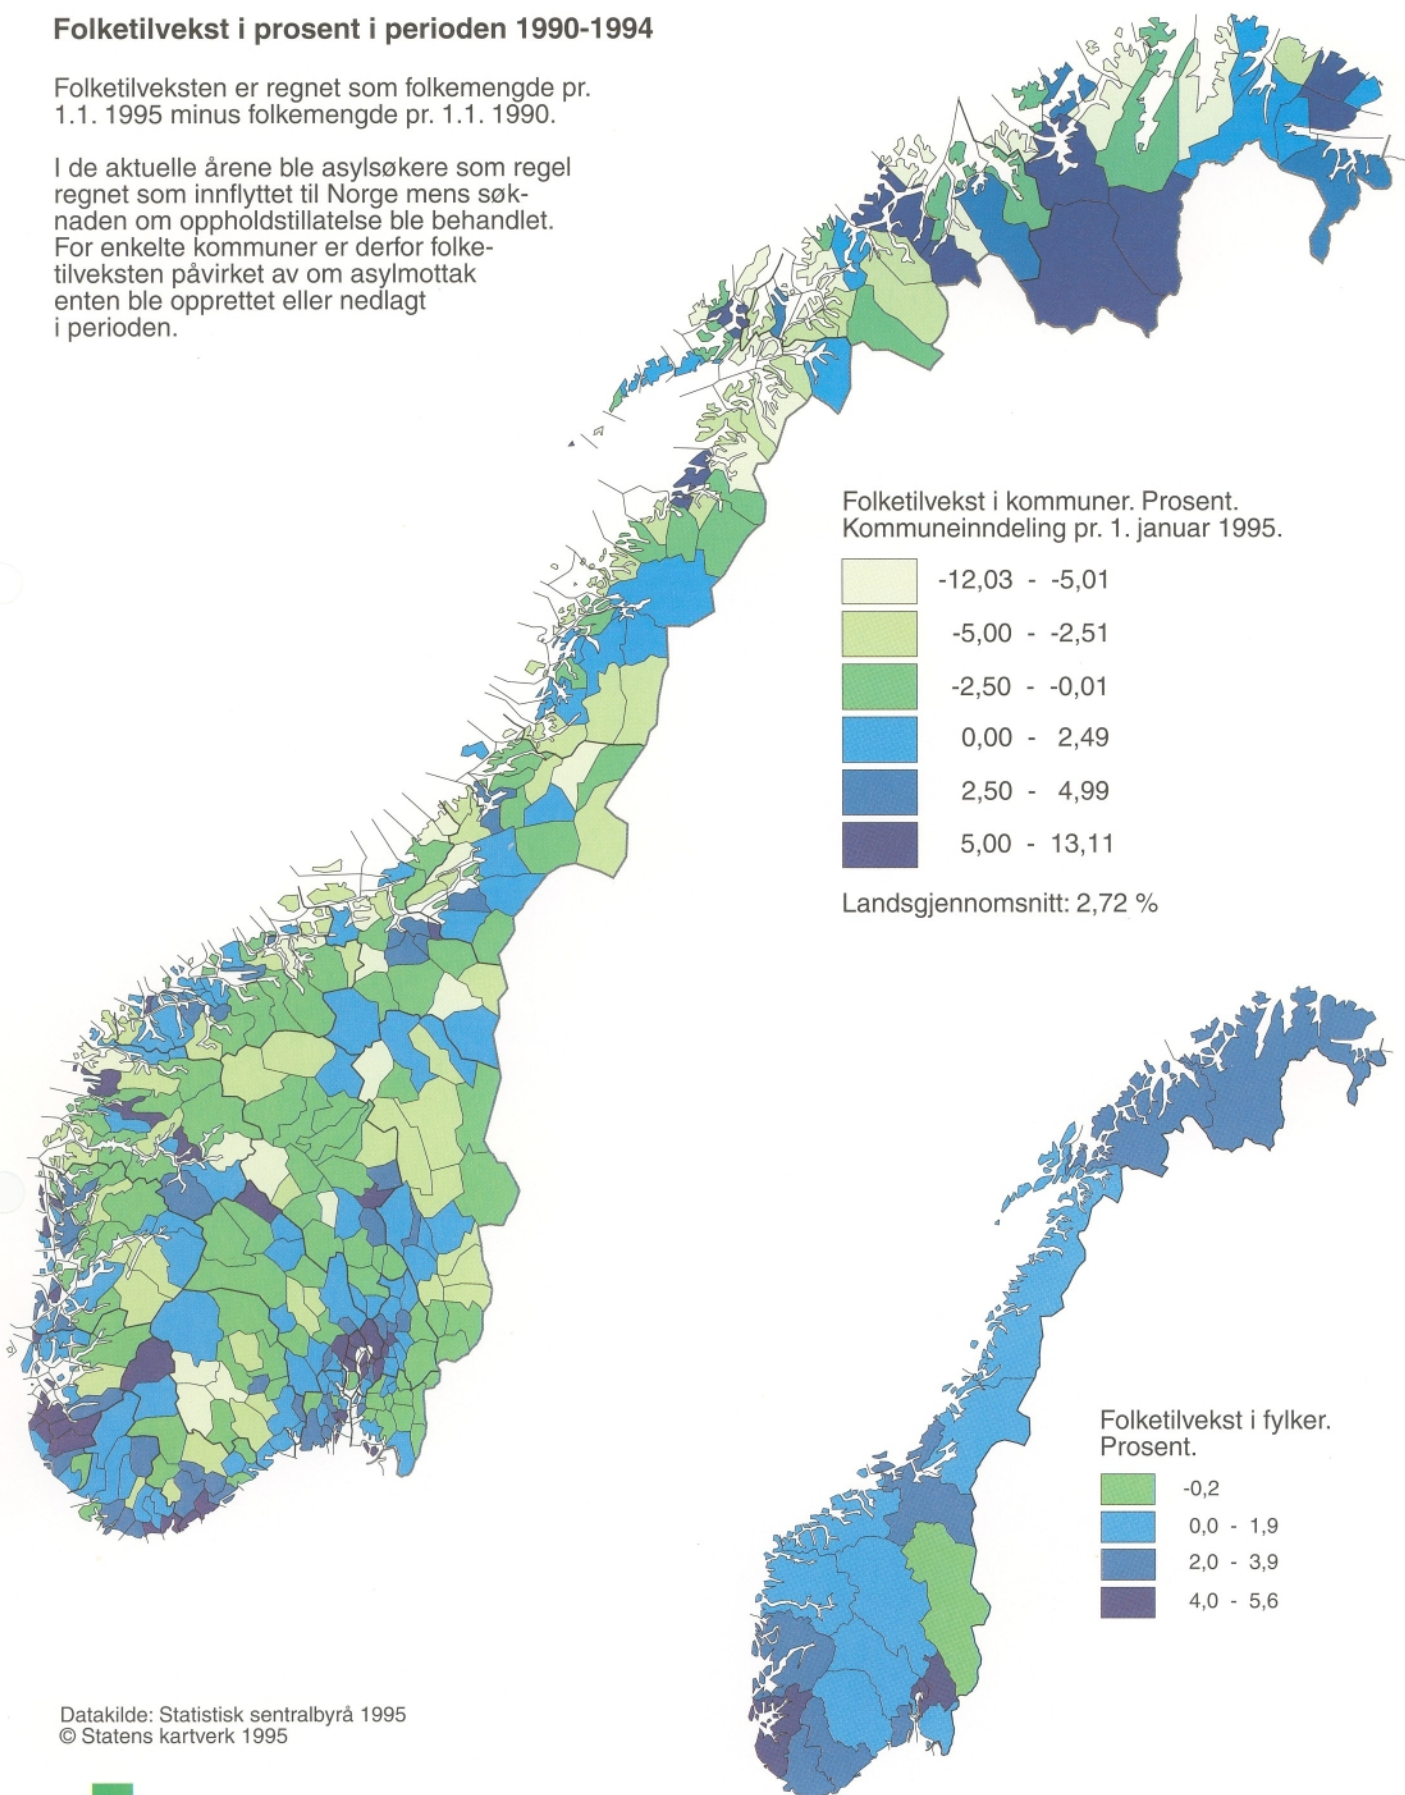 Folketilvekst i prosent i perioden 1990-1994
Folketilveksten er regnet som folkemengde pr.
1.1. 1995 minus folkemengde pr. 1.1. 1990.
I de aktuelle årene ble asylsøkere som regel
regnet som innflyttet til Norge mens søk-
naden om oppholdstillatelse ble behandlet.
For enkelte kommuner er derfor folke-
tilveksten påvirket av om asylmottak
enten ble opprettet eller nedlagt
i perioden.
Folketilvekst i kommuner. Prosent.
Kommuneinndeling pr. 1. januar 1995.
-12,03 - -5,01
-5,00 - -2,51
-2,50 - -0,01
0,00 - 2,49
2,50 - 4,99
5,00 - 13,11
Landsgjennomsnitt: 2,72 %
Folketilvekst i fylker.
Prosent.
-0,2
0,0 - 1,9
2,0 - 3,9
4,0 - 5,6
Datakilde: Statistisk sentralbyrå 1995
© Statens kartverk 1995